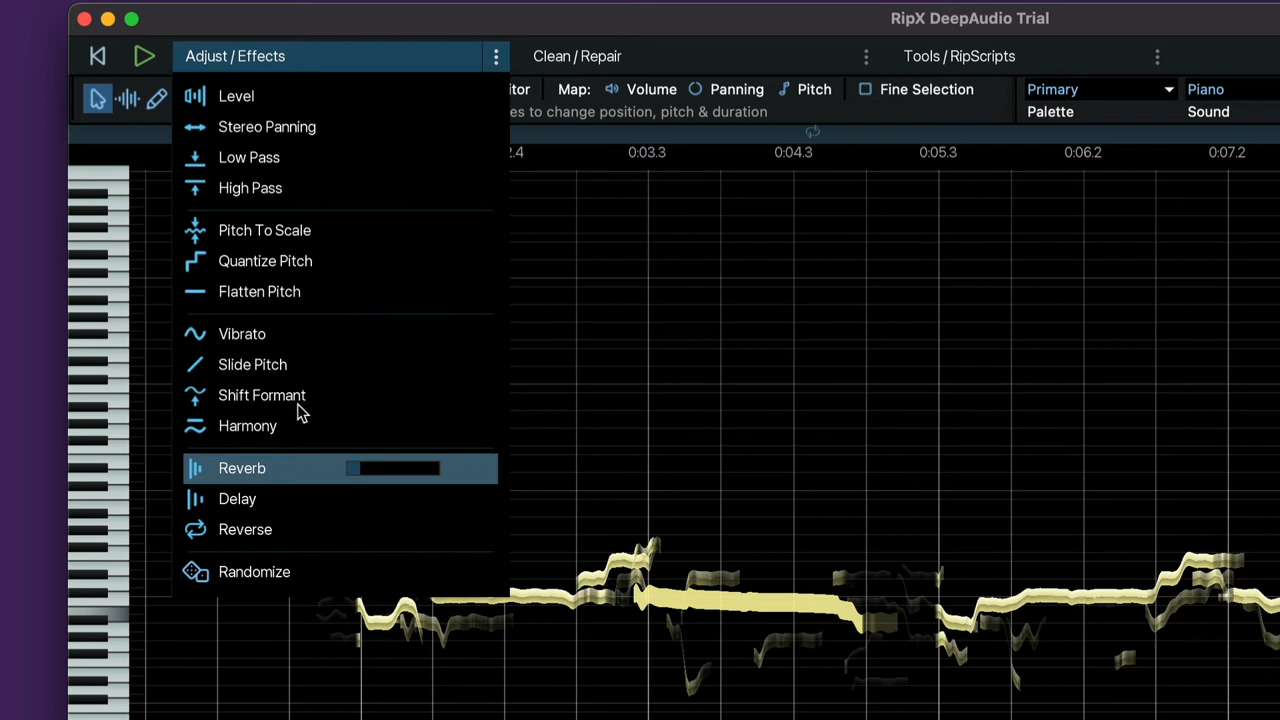 RipX DeepAudio Trial
Adjust / Effects
Clean / Repair
Tools / RipScripts
Level
Stereo Panning
Low Pass
High Pass
Pitch To Scale
Quantize Pitch
Flatten Pitch
Vibrato
Slide Pitch
Shift Formant
Harmony
Reverb
Delay
Reverse
Randomize
tor Map: Volume Panning Pitch Fine Selection Primary Piano
es to change position, pitch & duration Palette Sound
2.4 0:03.3 0:04.3 0:05.3 0:06.2 0:07.2